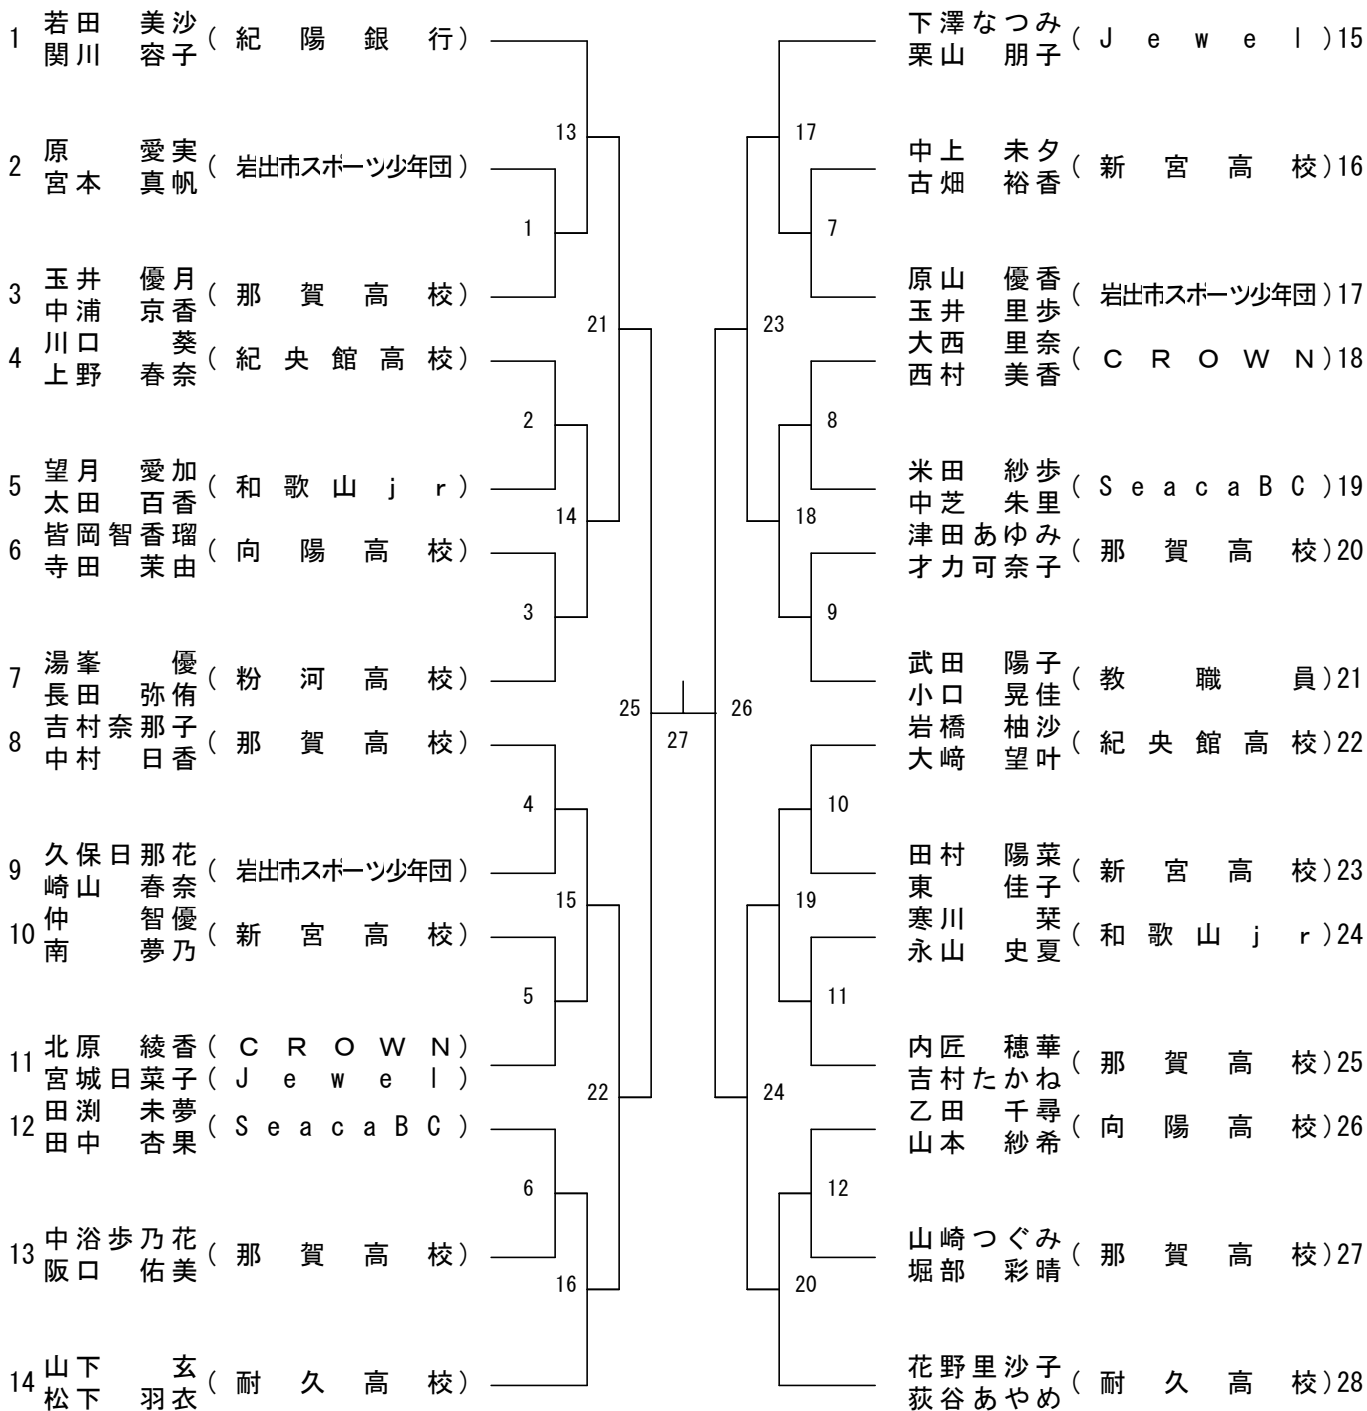 1 若田 美沙 (紀陽銀行)
関川 容子
2 原 愛実 (岩出市スポーツ少年団)
宮本 真帆
3 玉井 優月 (那賀高校)
中浦 京香
4 川口 葵 (紀央館高校)
上野 春奈
5 望月 愛加 (和歌山jr)
太田 百香
6 皆岡智香瑠 (向陽高校)
寺田 茉由
7 湯峯 優 (粉河高校)
長田 弥侑
8 吉村奈那子 (那賀高校)
中村 日香
9 久保日那花 (岩出市スポーツ少年団)
崎山 春奈
10 仲 智優 (新宮高校)
南 夢乃
11 北原 綾香 (CROWN)
宮城日菜子 (Jewel)
12 田渕 未夢 (SeacaBC)
田中 杏果
13 中浴歩乃花 (那賀高校)
阪口 佑美
14 山下 玄 (耐久高校)
松下 羽衣
13
1
21
2
14
3
25
4
15
5
22
6
16
27
17
7
23
8
18
9
26
10
19
11
24
12
20
下澤なつみ (Jewel) 15
栗山 朋子
中上 未夕 (新宮高校) 16
古畑 裕香
原山 優香 (岩出市スポーツ少年団) 17
玉井 里歩
大西 里奈 (CROWN) 18
西村 美香
米田 紗歩 (SeacaBC) 19
中芝 朱里
津田あゆみ (那賀高校) 20
才力可奈子
武田 陽子 (教職員) 21
小口 晃佳
岩橋 柚沙 (紀央館高校) 22
大﨑 望叶
田村 陽菜 (新宮高校) 23
東 佳子
寒川 栞 (和歌山jr) 24
永山 史夏
内匠 穂華 (那賀高校) 25
吉村たかね
乙田 千尋 (向陽高校) 26
山本 紗希
山崎つぐみ (那賀高校) 27
堀部 彩晴
花野里沙子 (耐久高校) 28
荻谷あやめ